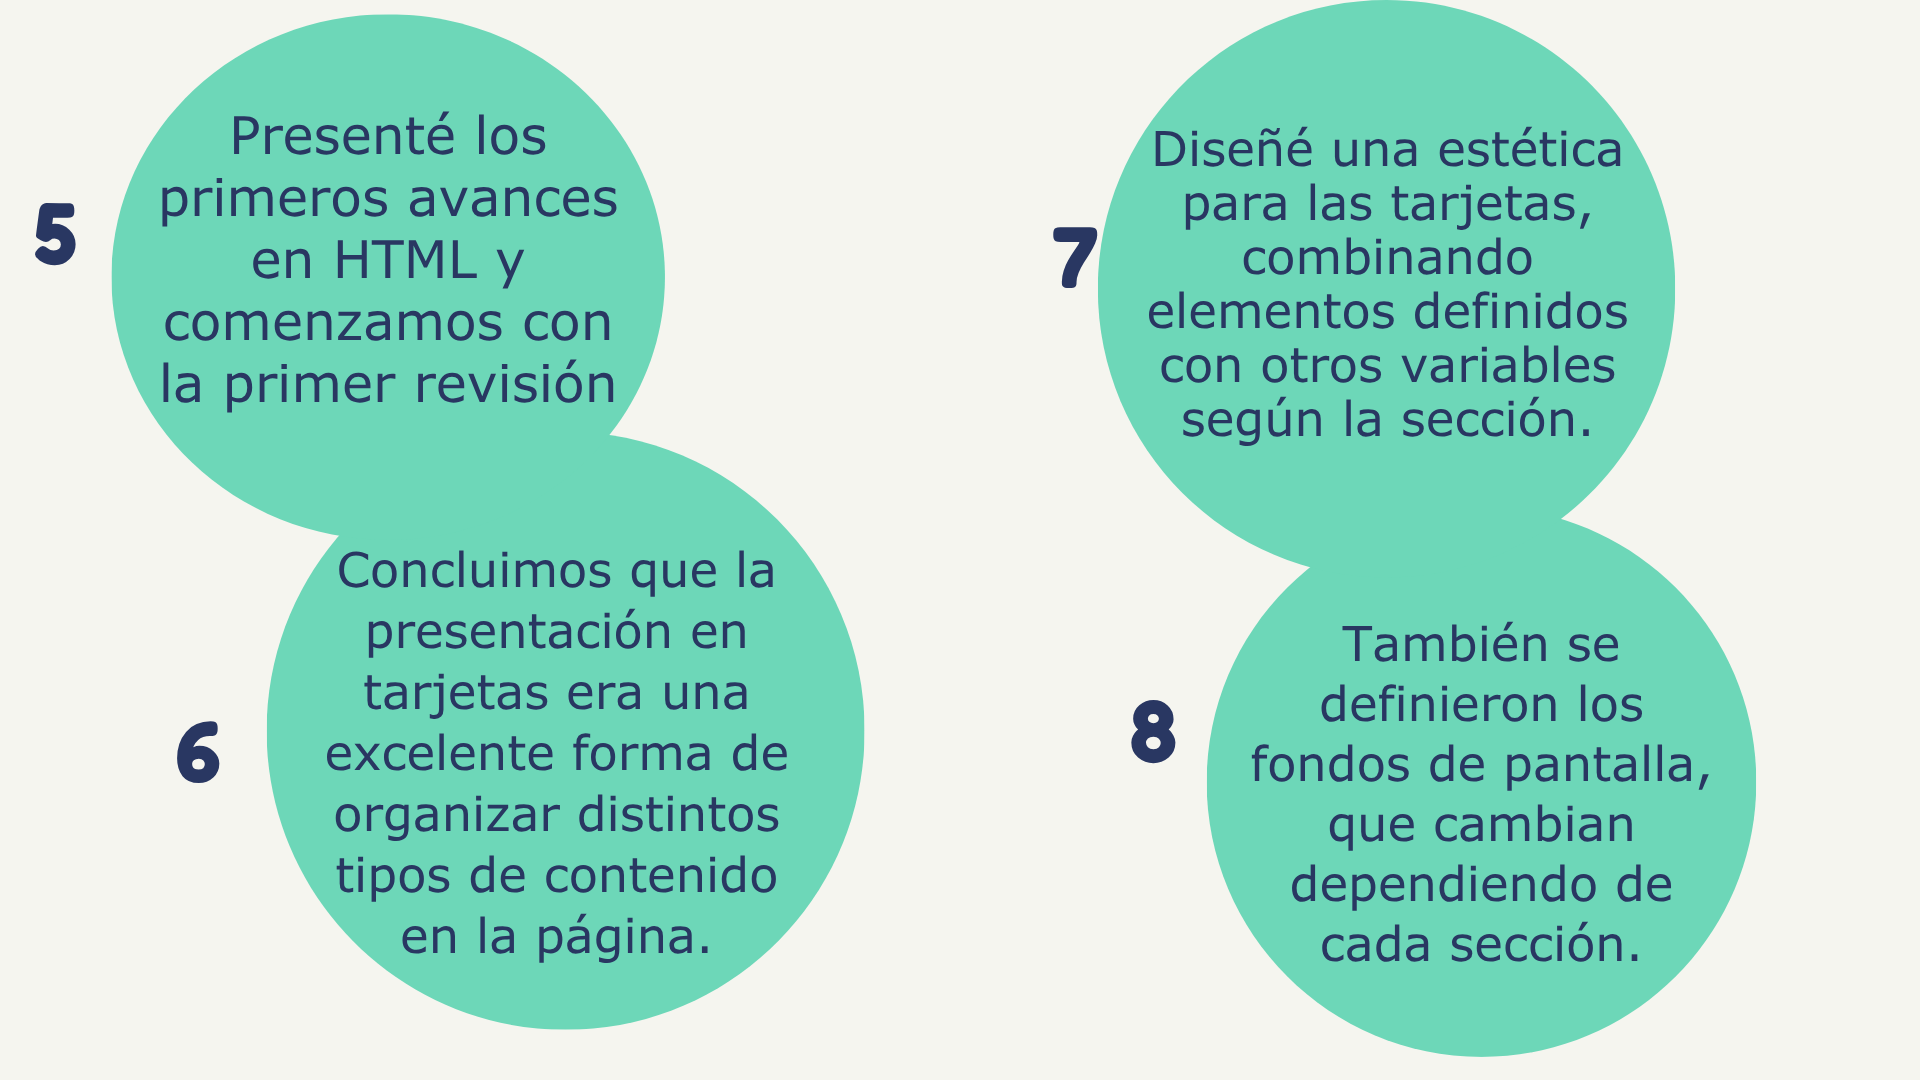 5
Presenté los
primeros avances
en HTML y
comenzamos con
la primer revisión
6
Concluimos que la
presentación en
tarjetas era una
excelente forma de
organizar distintos
tipos de contenido
en la página.
7
Diseñé una estética
para las tarjetas,
combinando
elementos definidos
con otros variables
según la sección.
8
También se
definieron los
fondos de pantalla,
que cambian
dependiendo de
cada sección.